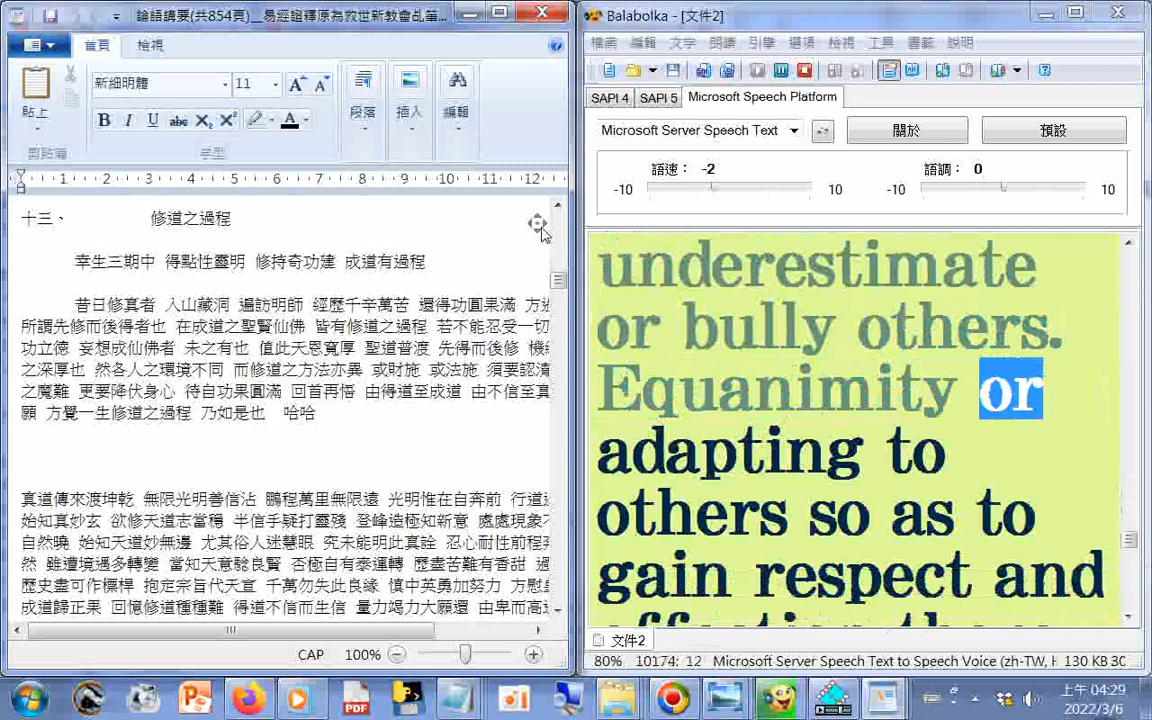 論語講要(共854頁)__易經證釋原為救世新教會乩筆...
首頁
檢視
貼上
剪貼簿
新細明體
11
字型
段落
插入
編輯
1 2 3 4 5 6 7 8 9 10 11 12
十三、 修道之過程
幸生三期中 得點性靈明 修持奇功建 成道有過程
昔日修真者 入山藏洞 遍訪明師 經歷千辛萬苦 還得功圓果滿 方
所謂先修而後得者也 在成道之聖賢仙佛 皆有修道之過程 若不能忍受一切
功立德 妄想成仙佛者 未之有也 值此天恩寬厚 聖道普渡 先得而後修 機
之深厚也 然各人之環境不同 而修道之方法亦異 或財施 或法施 須要認清
之魔難 更要降伏身心 待自功果圓滿 回首再悟 由得道至成道 由不信至真
願 方覺一生修道之過程 乃如是也 哈哈
真道傳來渡坤乾 無限光明善信沾 鵬程萬里無限遠 光明惟在自奔前 行道
始知真妙玄 欲修天道志當穩 半信乎疑打靈殘 登峰造極知新意 處處現象
自然曉 始知天道妙無邊 尤其俗人迷慧眼 究未能明此真詮 忍心耐性前程
然 雖遭境遇多轉變 當知天意驗良賢 否極自有泰運轉 歷盡苦難有香甜
歷史盡可作標桿 抱定宗旨代天宣 千萬勿失此良緣 慎中英勇加努力 方慰
成道歸正果 回憶修道種種難 得道不信而生信 量力竭力大願還 由卑而高
CAP 100%
Balabolka - [文件2]
檔案 編輯 文字 朗讀 引擎 選項 檢視 工具 書籤 說明
SAPI 4 SAPI 5 Microsoft Speech Platform
Microsoft Server Speech Text
關於
預設
語速： -2
-10 10
語調： 0
-10 10
underestimate
or bully others.
Equanimity or
adapting to
others so as to
gain respect and
文件2
80% 10174: 12 Microsoft Server Speech Text to Speech Voice (zh-TW, 130 KB
上午 04:29
2022/3/6